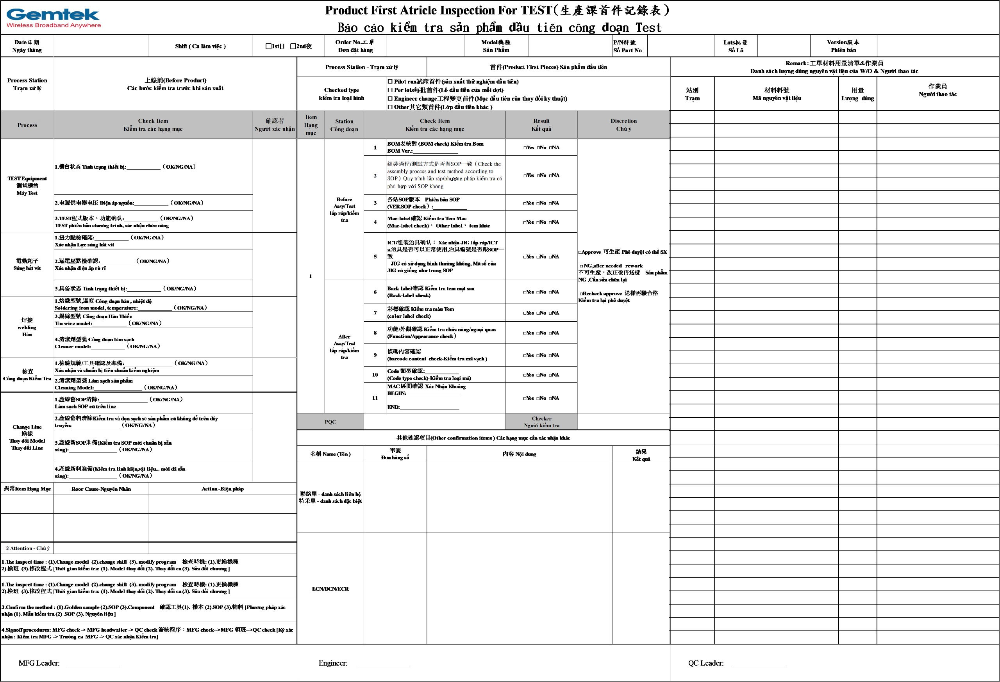 Gemtek
Wireless Broadband Anywhere
Product First Atricle Inspection For TEST(生產課首件記錄表)
Báo cáo kiểm tra sản phẩm đầu tiên công đoạn Test
Date日期
Ngày tháng
Shift ( Ca làm việc )
□1st日 □2nd夜
Order No.工單
Đơn đặt hàng
Model機種
Sản Phẩm
P/N料號
Số Part No
Lots批量
Số Lô
Version版本
Phiên bản
Process Station
Trạm xử lý
上線前(Before Product)
Các bước kiểm tra trước khi sản xuất
Process Station - Trạm xử lý
首件(Product First Pieces) Sản phẩm đầu tiên
Checked type
kiểm tra loại hình
□ Pilot run試產首件(sản xuất thử nghiệm đầu tiên)
□ Per lots每批首件(Lô đầu tiên của mỗi đợt)
□ Engineer change工程變更首件(Mục đầu tiên của thay đổi kỹ thuật)
□ Other其它類首件(Lớp đầu tiên khác )
Remark:工單材料用量清單&作業員
Danh sách lượng dùng nguyên vật liệu của W/O & Người thao tác
站別
Trạm
材料料號
Mã nguyên vật liệu
用量
Lượng dùng
作業員
Người thao tác
Process
Check Item
Kiểm tra các hạng mục
確認者
Người xác nhận
Item
Hạng
mục
Station
Công đoạn
Check Item
Kiểm tra các hạng mục
Result
Kết quả
Discretion
Chú ý
TEST Equipment
測试機台
Máy Test
1.機台状态 Tình trạng thiết bị:____________（OK/NG/NA）
2.电源供电器电压 Điện áp nguồn:____________（OK/NG/NA）
3.TEST程式版本、功能确认:____________（OK/NG/NA）
TEST phiên bản chương trình, xác nhận chức năng
電動起子
Súng bắt vít
1.扭力點檢確認:____________（OK/NG/NA）
Xác nhận Lực súng bắt vít
2.漏電壓點檢確認:____________（OK/NG/NA）
Xác nhận điện áp rò rỉ
3.具备状态 Tình trạng thiết bị:____________（OK/NG/NA）
焊接
welding
Hàn
1.烙鐵型號,溫度 Công đoạn hàn , nhiệt độ
Soldering iron model, temperature:____________（OK/NG/NA）
3.錫絲型號 Công đoạn Hàn Thiếc
Tin wire model:____________（OK/NG/NA）
4.清潔劑型號 Công đoạn làm sạch
Cleaner model:____________（OK/NG/NA）
檢查
Công đoạn Kiểm Tra
1.檢驗規範/工具確認及準備:_________________（OK/NG/NA）
Xác nhận và chuẩn bị tiêu chuẩn kiểm nghiệm
2.清潔劑型號 Làm sạch sản phẩm
Cleaning Model:_________________（OK/NG/NA）
Change Line
換線
Thay đổi Model
Thay đổi Line
1.產線舊SOP清除:_________________（OK/NG/NA）
Làm sạch SOP cũ trên line
2.產線舊料清除Kiểm tra và dọn sạch sẽ sản phẩm cũ không để trên dây
truyền:_________________（OK/NG/NA）
3.產線新SOP准備(Kiểm tra SOP mới chuẩn bị sẵn
sàng):_________________（OK/NG/NA）
4.產線新料准備(Kiểm tra linh kiện,vật liệu... mới đã sẵn
sàng):_________________（OK/NG/NA）
異常Item Hạng Mục
Roor Cause-Nguyên Nhân
Action -Biện pháp
※Attention - Chú ý
1.The inspect time : (1).Change model (2).change shift (3). modify program 檢查時機: (1).更換機種
2).換班 (3).修改程式 [Thời gian kiểm tra: (1). Model thay đổi (2). Thay đổi ca (3). Sửa đổi chương ]
1.The inspect time : (1).Change model (2).change shift (3). modify program 檢查時機: (1).更換機種
2).換班 (3).修改程式 [Thời gian kiểm tra: (1). Model thay đổi (2). Thay đổi ca (3). Sửa đổi chương ]
3.Confirm the method : (1).Golden sample (2).SOP (3).Component 確認工具(1). 樣本 (2).SOP (3).物料 [Phương pháp xác
nhận (1). Mẫu kiểm tra (2) .SOP (3). Nguyên liệu ]
4.Signoff procedures: MFG check -> MFG headwaiter -> QC check 簽核程序：MFG check-->MFG 領班-->QC check [Ký xác
nhận : Kiểm tra MFG -> Trưởng ca MFG -> QC xác nhận Kiểm tra]
1
Before
Assy/Test
lắp ráp/kiểm
tra
1
BOM表核對 (BOM check) Kiểm tra Bom
BOM Ver.:________________
□Yes □No □NA
2
組裝過程/測試方式是否與SOP一致（Check the
assembly process and test method according to
SOP）Quy trình lắp ráp/phương pháp kiểm tra có
phù hợp với SOP không
□Yes □No □NA
3
各站SOP版本 Phiên bản SOP
(VER.SOP check）:____________
□Yes □No □NA
4
Mac-label確認 Kiểm tra Tem Mac
(Mac-label check)， Other label， tem khác
□Yes □No □NA
5
ICT/组装治具确认： Xác nhận JIG lắp ráp/ICT
a.治具是否可以正常使用,治具編號是否跟SOP一
致
JIG có sử dụng bình thường không, Mã số của
JIG có giống như trong SOP
□Yes □No □NA
After
Assy/Test
lắp ráp/kiểm
tra
6
Back-label確認 Kiểm tra tem mặt sau
(Back-label check)
□Yes □No □NA
7
彩標確認 Kiểm tra màu Tem
(color label check)
□Yes □No □NA
8
功能/外觀確認 Kiểm tra chức năng/ngoại quan
(Function/Appearance check）
□Yes □No □NA
9
條碼内容確認
(barcode content check-Kiểm tra mã vạch )
□Yes □No □NA
10
Code 類型確認:____________
(Code type check)-Kiểm tra loại mã)
□Yes □No □NA
11
MAC 區間確認-Xác Nhận Khoảng
BEGIN:___________________
END:_____________________
□Yes □No □NA
□Approve 可生產 Phê duyệt có thể SX
□ NG,after needed rework
不可生產，改正後再送樣 Sản phẩm
NG ,Cần sửa chữa lại
□Recheck approve 送樣再驗合格
Kiểm tra lại phê duyệt
PQC
Checker
Người kiểm tra
其他確認項目(Other confirmation items ) Các hạng mục cần xác nhận khác
名稱 Name (Tên )
單號
Đơn hàng số
內容 Nội dung
結果
Kết quả
聯絡單 - danh sách liên hệ
特采單 - danh sách đặc biệt
ECN/DCN/ECR
MFG Leader: ____________
Engineer: ____________
QC Leader: ____________